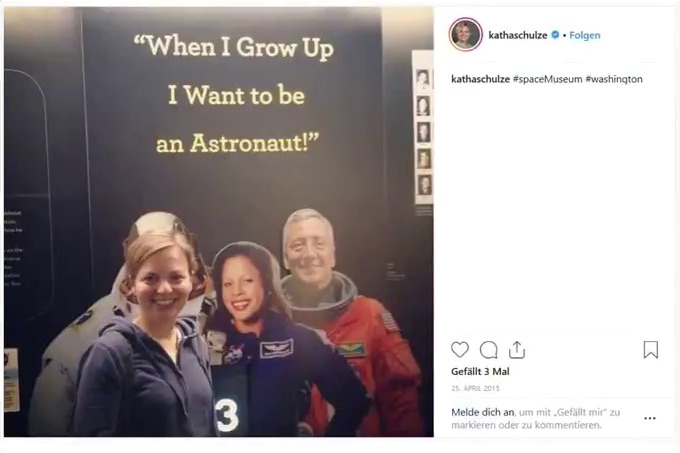 “When I Grow Up
I Want to be
an Astronaut!”
3
kathaschulze • Folgen
kathaschulze #spaceMuseum #washington
Gefällt 3 Mal
25. APRIL 2015
Melde dich an, um mit „Gefällt mir“ zu
markieren oder zu kommentieren.